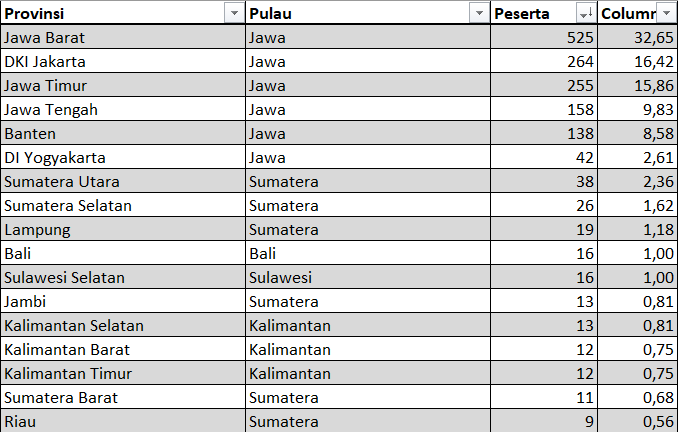 Provinsi Pulau Peserta Column
Jawa Barat Jawa 525 32,65
DKI Jakarta Jawa 264 16,42
Jawa Timur Jawa 255 15,86
Jawa Tengah Jawa 158 9,83
Banten Jawa 138 8,58
DI Yogyakarta Jawa 42 2,61
Sumatera Utara Sumatera 38 2,36
Sumatera Selatan Sumatera 26 1,62
Lampung Sumatera 19 1,18
Bali Bali 16 1,00
Sulawesi Selatan Sulawesi 16 1,00
Jambi Sumatera 13 0,81
Kalimantan Selatan Kalimantan 13 0,81
Kalimantan Barat Kalimantan 12 0,75
Kalimantan Timur Kalimantan 12 0,75
Sumatera Barat Sumatera 11 0,68
Riau Sumatera 9 0,56